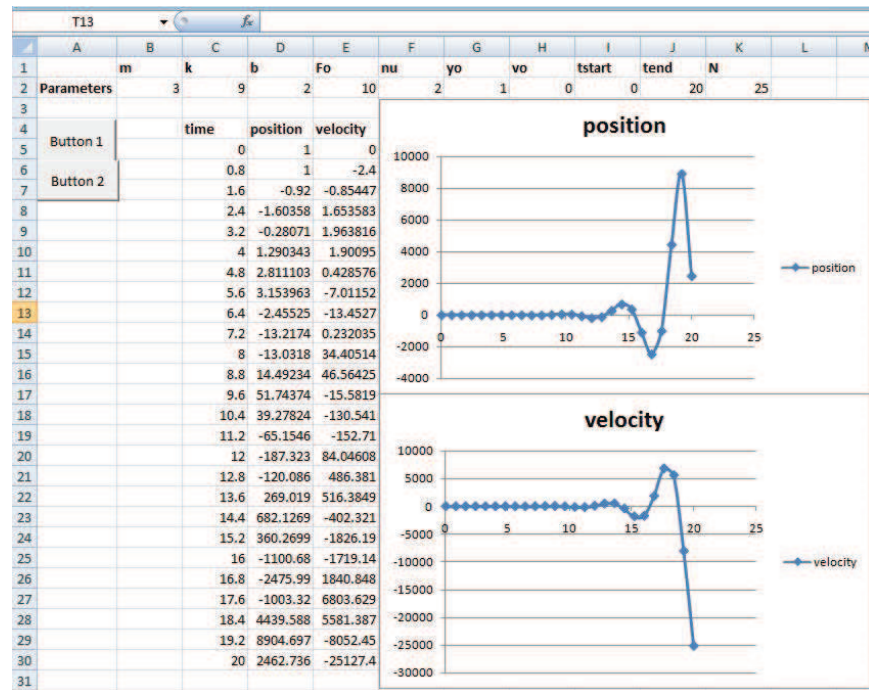 T13 fx
A B C D E F G H I J K L
1 m k b Fo nu yo vo tstart tend N
2 Parameters 3 9 2 10 2 1 0 0 20 25
3
4 time position velocity
Button 1
5 0 1 0
6 0.8 1 -2.4
Button 2
7 1.6 -0.92 -0.85447
8 2.4 -1.60358 1.653583
9 3.2 -0.28071 1.963816
10 4 1.290343 1.90095
11 4.8 2.811103 0.428576
12 5.6 3.153963 -7.01152
13 6.4 -2.45525 -13.4527
14 7.2 -13.2174 0.232035
15 8 -13.0318 34.40514
16 8.8 14.49234 46.56425
17 9.6 51.74374 -15.5819
18 10.4 39.27824 -130.541
19 11.2 -65.1546 -152.71
20 12 -187.323 84.04608
21 12.8 -120.086 486.381
22 13.6 269.019 516.3849
23 14.4 682.1269 -402.321
24 15.2 360.2699 -1826.19
25 16 -1100.68 -1719.14
26 16.8 -2475.99 1840.848
27 17.6 -1003.32 6803.629
28 18.4 4439.588 5581.387
29 19.2 8904.697 -8052.45
30 20 2462.736 -25127.4
31
position
10000
8000
6000
4000
2000
0
-2000
-4000
0 5 10 15 20 25
position
velocity
10000
5000
0
-5000
-10000
-15000
-20000
-25000
-30000
0 5 10 15 20 25
velocity